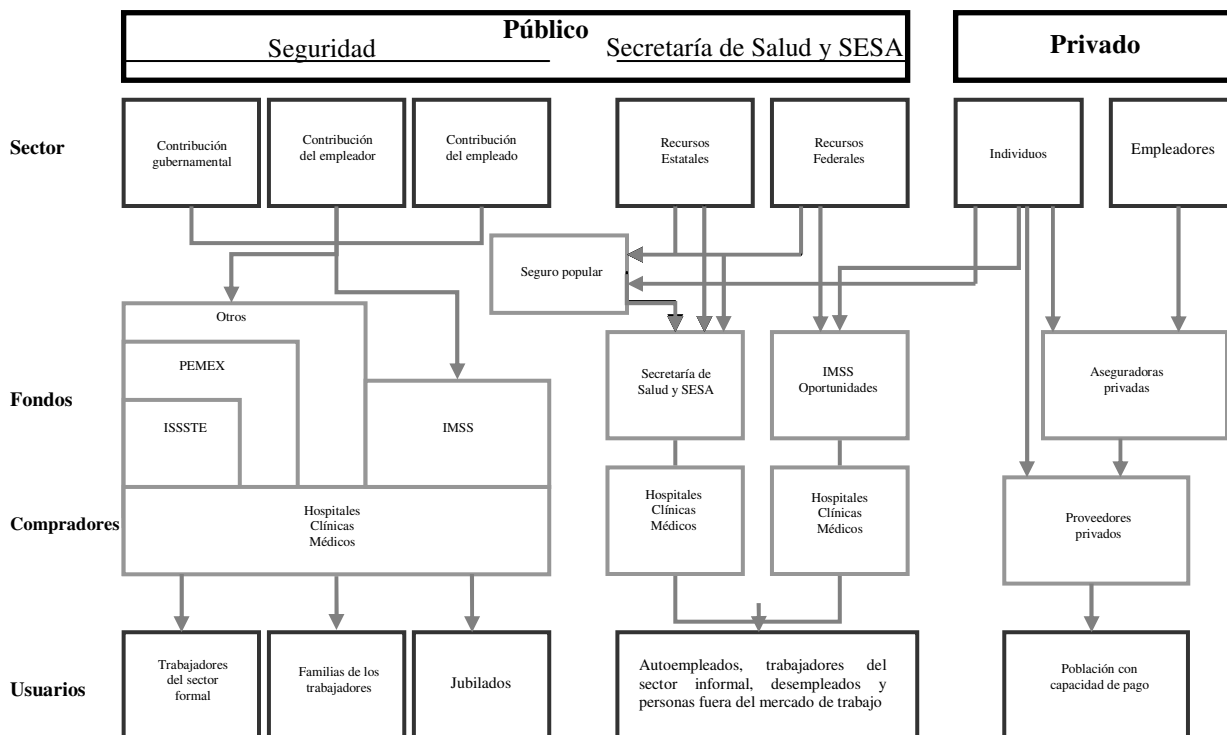 Público
Seguridad
Secretaría de Salud y SESA
Privado
Sector
Contribución
gubernamental
Contribución
del empleador
Contribución
del empleado
Recursos
Estatales
Recursos
Federales
Individuos
Empleadores
Seguro popular
Otros
PEMEX
Fondos
ISSSTE
IMSS
Secretaría de
Salud y SESA
IMSS
Oportunidades
Aseguradoras
privadas
Compradores
Hospitales
Clínicas
Médicos
Hospitales
Clínicas
Médicos
Hospitales
Clínicas
Médicos
Proveedores
privados
Usuarios
Trabajadores
del sector
formal
Familias de los
trabajadores
Jubilados
Autoempleados, trabajadores del
sector informal, desempleados y
personas fuera del mercado de trabajo
Población con
capacidad de pago